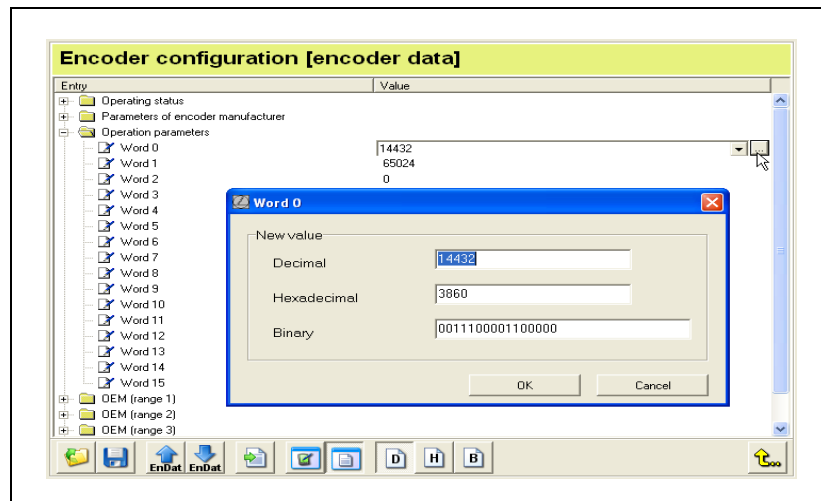 Encoder configuration [encoder data]
Entry Value
Operating status
Parameters of encoder manufacturer
Operation parameters
Word 0 14432 ...
Word 1 65024
Word 2 0
Word 3
Word 4
Word 5
Word 6
Word 7
Word 8
Word 9
Word 10
Word 11
Word 12
Word 13
Word 14
Word 15
OEM (range 1)
OEM (range 2)
OEM (range 3)
Word 0
New value
Decimal 14432
Hexadecimal 3860
Binary 0011100001100000
OK Cancel
EnDat EnDat D H B